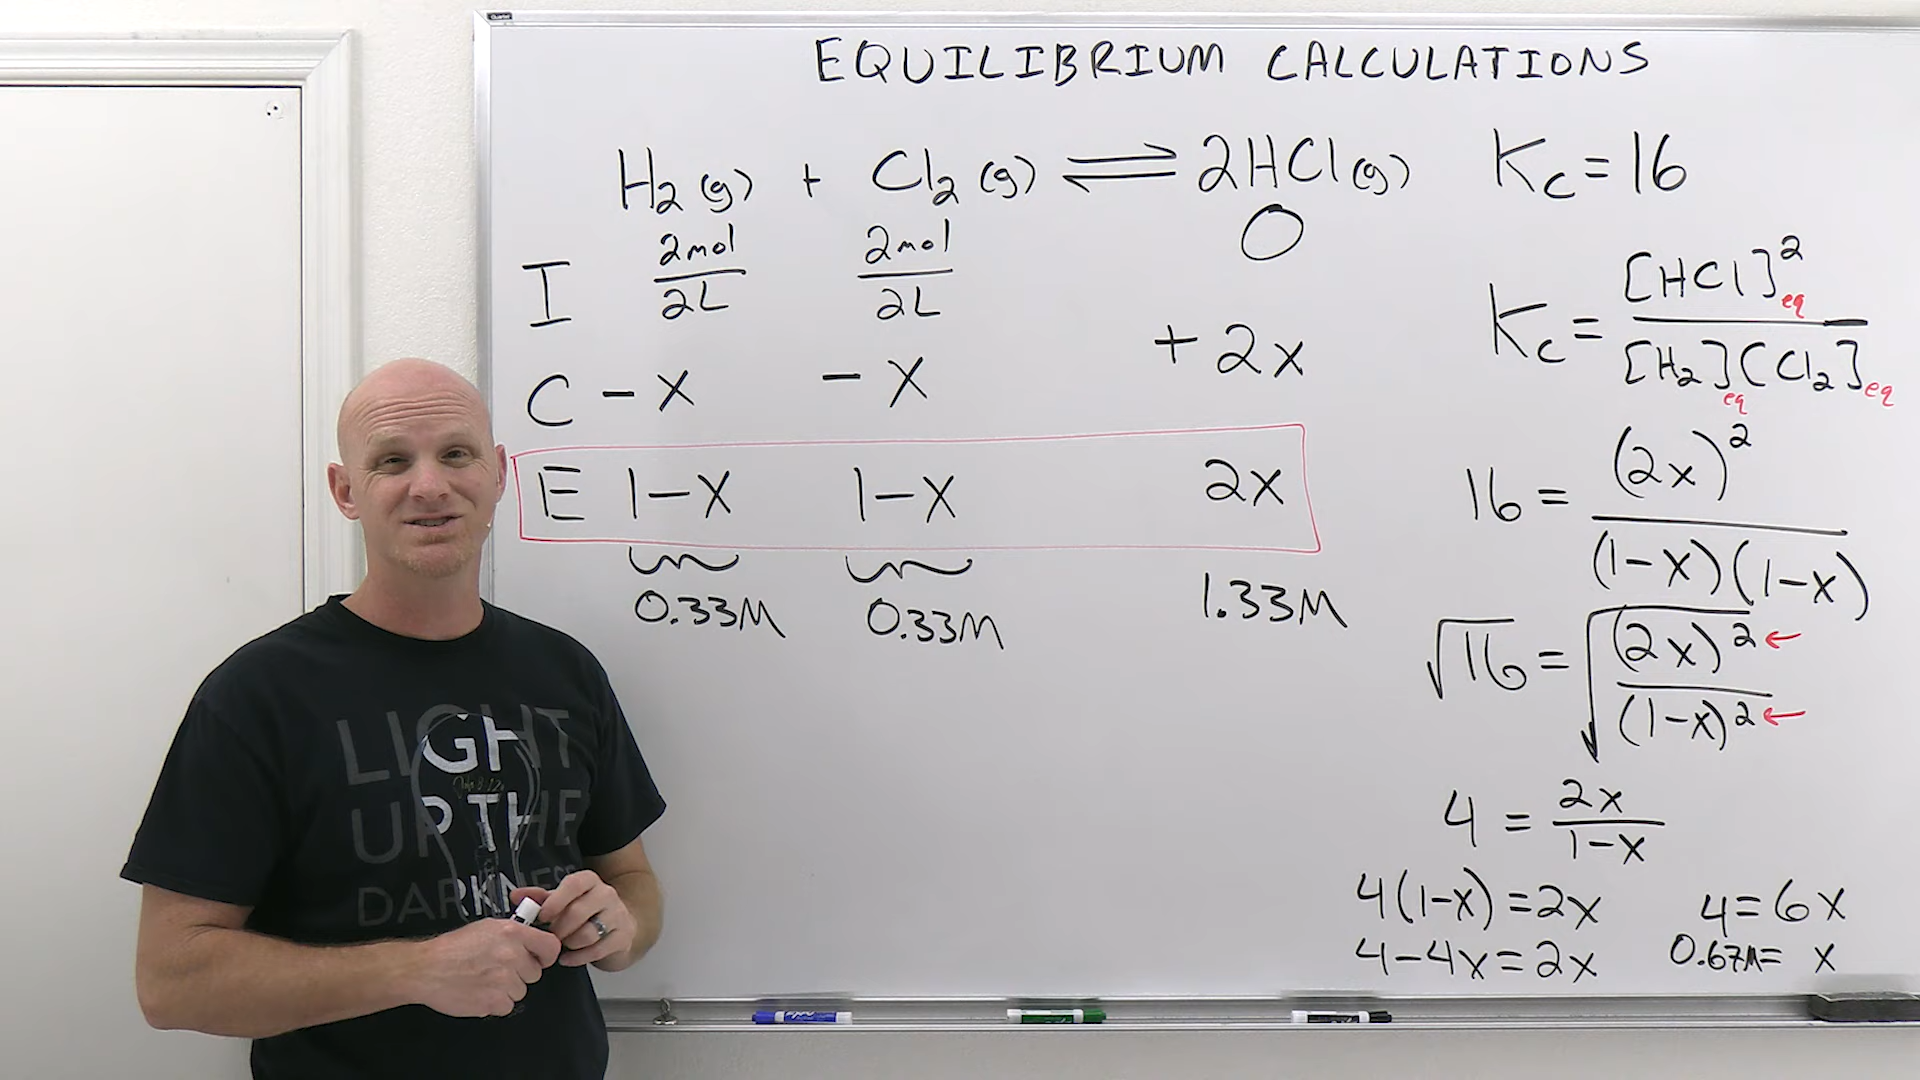 EQUILIBRIUM CALCULATIONS
H₂(g) + Cl₂(g) ⇌ 2HCl(g)
I 2mol/2L 2mol/2L 0
C -X -X +2x
E 1-X 1-X 2x
0.33M 0.33M 1.33M
Kc=16
Kc = [HCl]²eq / [H₂]eq[Cl₂]eq
16 = (2x)² / (1-x)(1-x)
√16 = √((2x)² ← / (1-x)² ←)
4 = 2x / 1-x
4(1-x) = 2x
4-4x = 2x
4 = 6x
0.67M = x
LIGHT
UP THE
DARKNESS